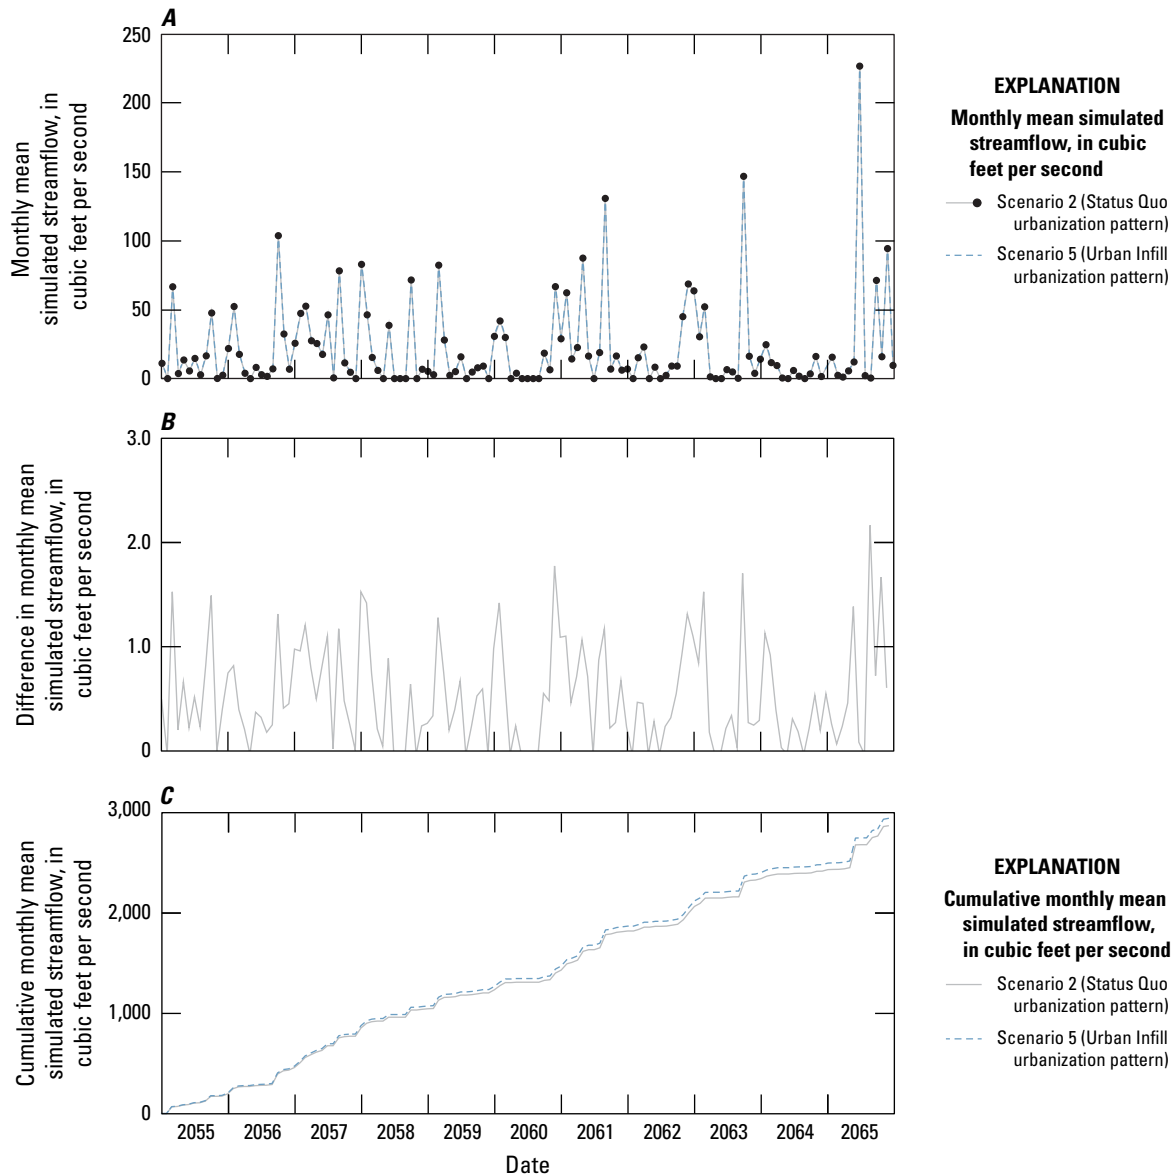 A
Monthly mean
simulated streamflow, in
cubic feet per second
250
200
150
100
50
0
EXPLANATION
Monthly mean simulated
streamflow, in cubic
feet per second
Scenario 2 (Status Quo
urbanization pattern)
Scenario 5 (Urban Infill
urbanization pattern)
B
Difference in monthly mean
simulated streamflow, in
cubic feet per second
3.0
2.0
1.0
0
C
Cumulative monthly mean
simulated streamflow, in
cubic feet per second
3,000
2,000
1,000
0
EXPLANATION
Cumulative monthly mean
simulated streamflow,
in cubic feet per second
Scenario 2 (Status Quo
urbanization pattern)
Scenario 5 (Urban Infill
urbanization pattern)
2055 2056 2057 2058 2059 2060 2061 2062 2063 2064 2065
Date